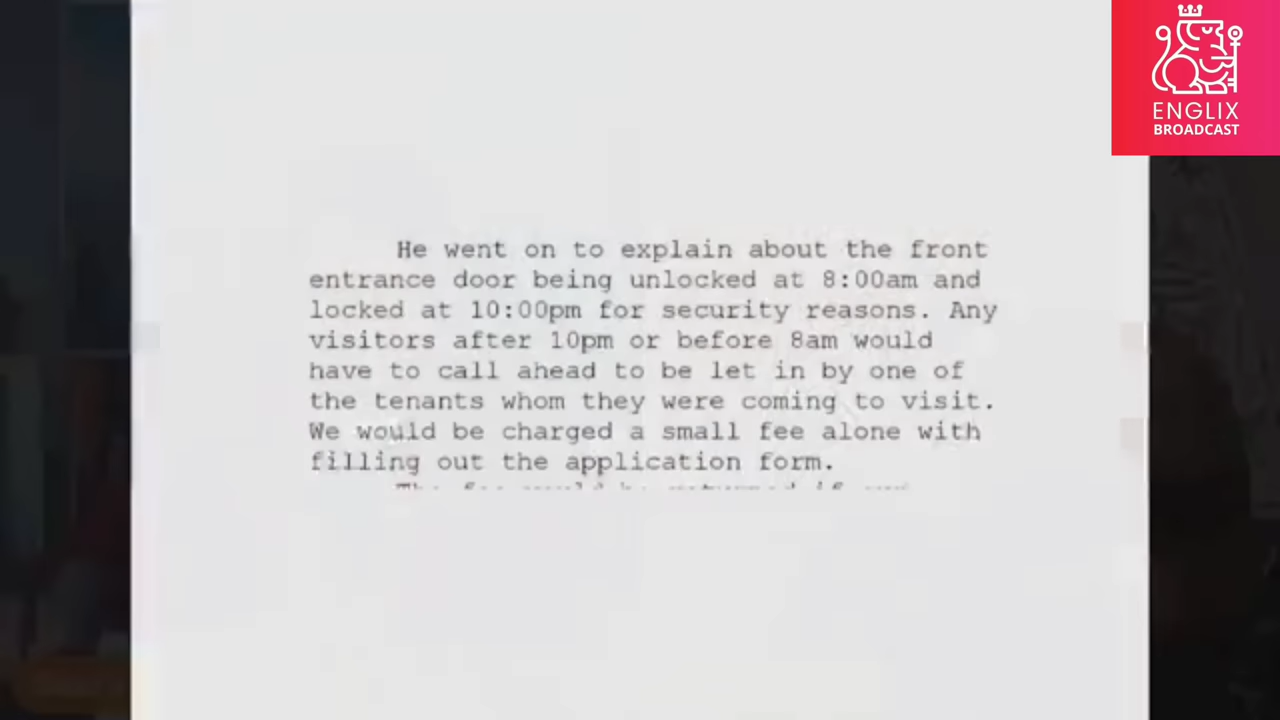 ENGLIX
BROADCAST
He went on to explain about the front
entrance door being unlocked at 8:00am and
locked at 10:00pm for security reasons. Any
visitors after 10pm or before 8am would
have to call ahead to be let in by one of
the tenants whom they were coming to visit.
We would be charged a small fee alone with
filling out the application form.